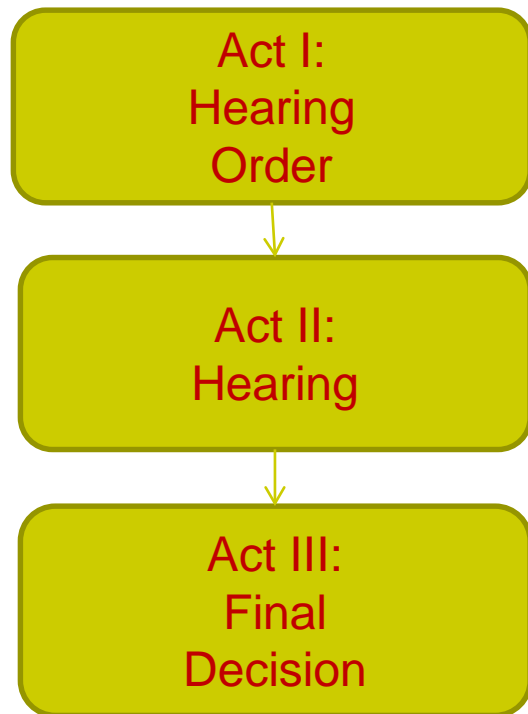 Act I:
Hearing
Order
Act II:
Hearing
Act III:
Final
Decision